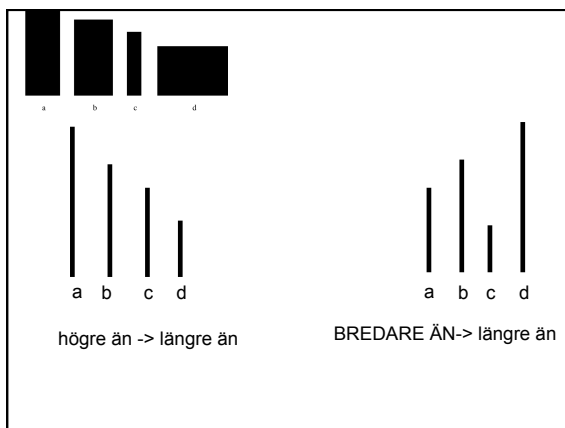 a b c d
a b c d
a b c d
högre än -> längre än
BREDARE ÄN-> längre än